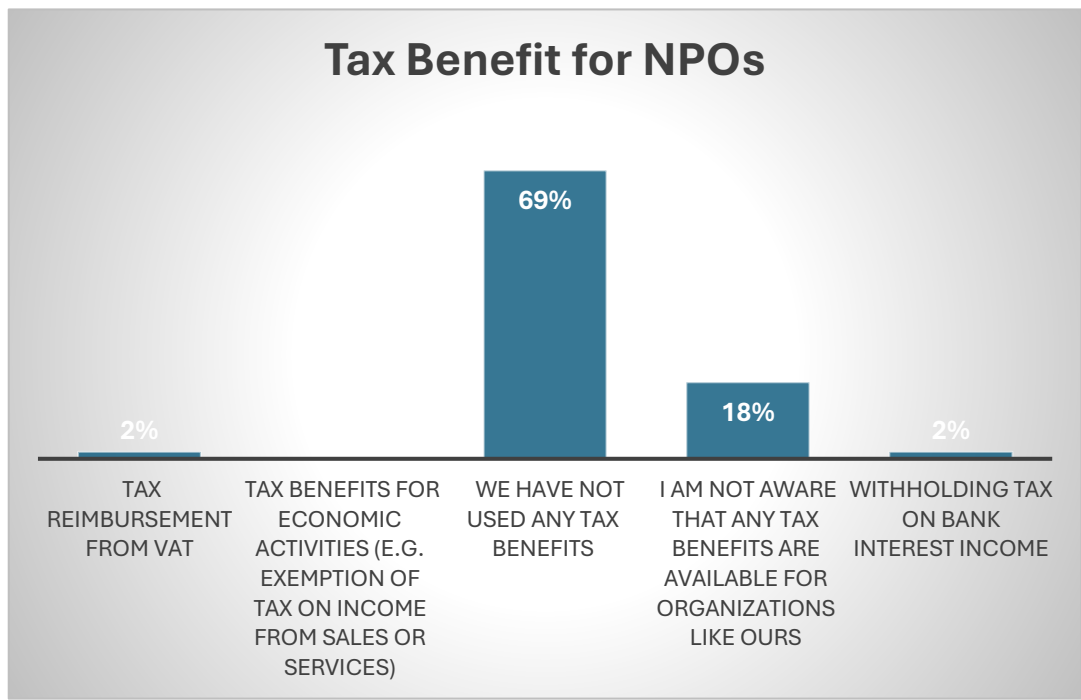 Tax Benefit for NPOs
69%
18%
2%
2%
TAX
REIMBURSEMENT
FROM VAT
TAX BENEFITS FOR
ECONOMIC
ACTIVITIES (E.G.
EXEMPTION OF
TAX ON INCOME
FROM SALES OR
SERVICES)
WE HAVE NOT
USED ANY TAX
BENEFITS
I AM NOT AWARE
THAT ANY TAX
BENEFITS ARE
AVAILABLE FOR
ORGANIZATIONS
LIKE OURS
WITHHOLDING TAX
ON BANK
INTEREST INCOME